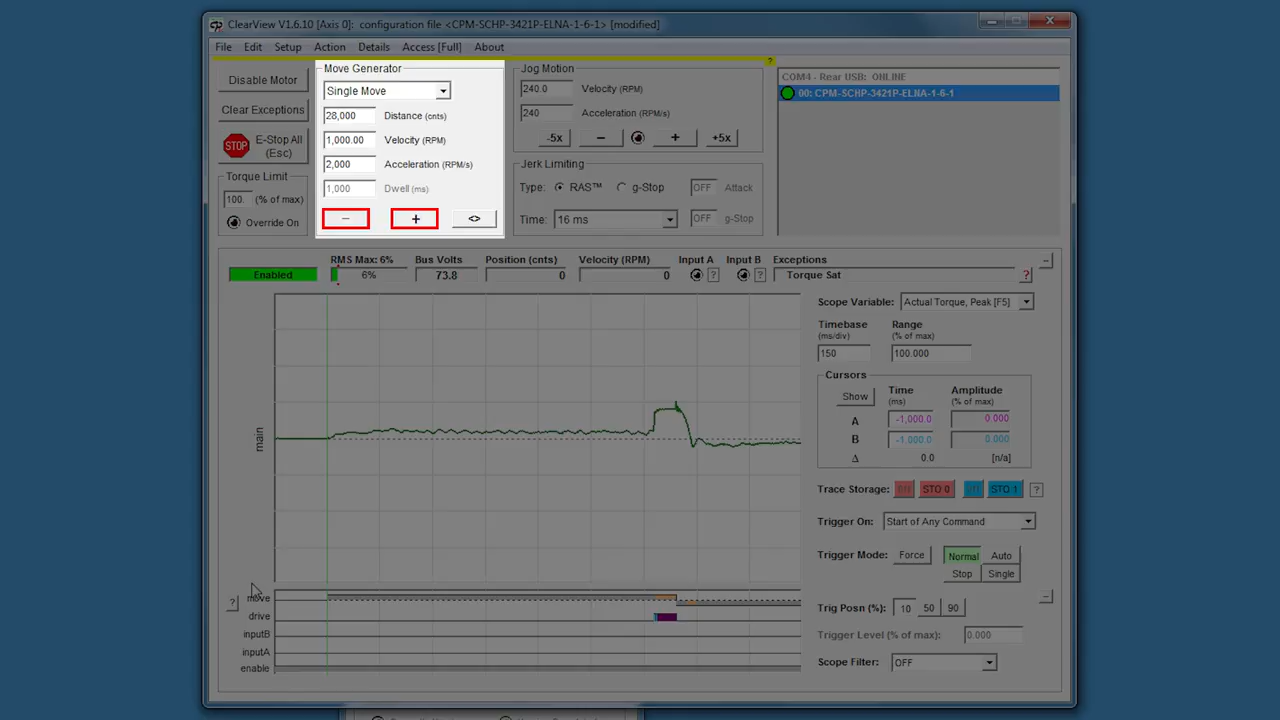 ClearView V1.6.10 [Axis 0]: configuration file <CPM-SCHP-3421P-ELNA-1-6-1> [modified]
File Edit Setup Action Details Access [Full] About
Disable Motor
Clear Exceptions
STOP E-Stop All (Esc)
Torque Limit
100. (% of max)
Override On
Move Generator
Single Move
28,000 Distance (cnts)
1,000.00 Velocity (RPM)
2,000 Acceleration (RPM/s)
1,000 Dwell (ms)
− + <>
Jog Motion ?
240.0 Velocity (RPM)
240 Acceleration (RPM/s)
-5x − + +5x
Jerk Limiting
Type: RAS™ g-Stop OFF Attack
Time: 16 ms OFF g-Stop
COM4 - Rear USB: ONLINE
00: CPM-SCHP-3421P-ELNA-1-6-1
RMS Max: 6% Bus Volts Position (cnts) Velocity (RPM) Input A Input B Exceptions
Enabled 6% 73.8 0 0 ? ? Torque Sat ?
main
Scope Variable: Actual Torque, Peak [F5]
Timebase (ms/div) Range (% of max)
150 100.000
Cursors
Show Time (ms) Amplitude (% of max)
A -1,000.0 0.000
B -1,000.0 0.000
Δ 0.0 [n/a]
Trace Storage: STO 0 STO 1 ?
Trigger On: Start of Any Command
Trigger Mode: Force Normal Auto
Stop Single
Trig Posn (%): 10 50 90
Trigger Level (% of max): 0.000
Scope Filter: OFF
? move
drive
inputB
inputA
enable